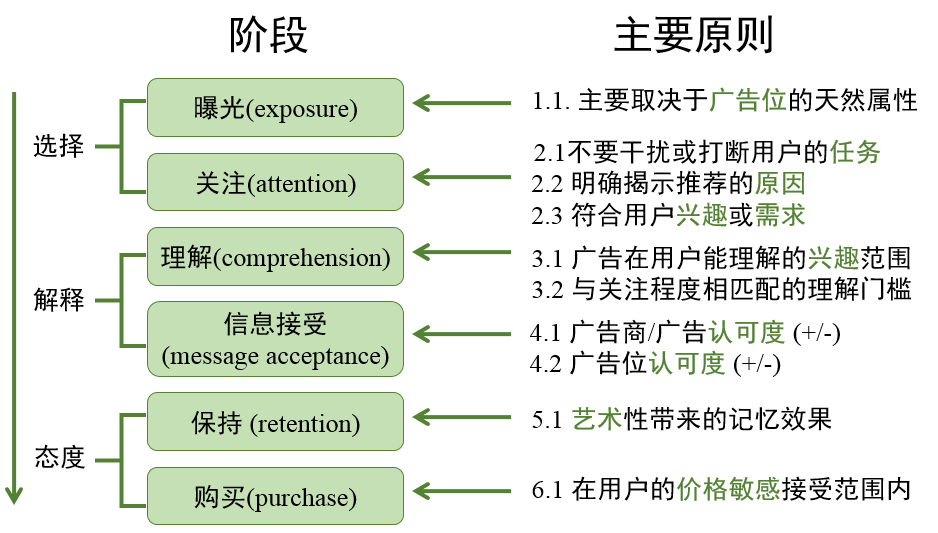 阶段
主要原则
选择
曝光(exposure)
1.1. 主要取决于广告位的天然属性
关注(attention)
2.1不要干扰或打断用户的任务
2.2 明确揭示推荐的原因
2.3 符合用户兴趣或需求
解释
理解(comprehension)
3.1 广告在用户能理解的兴趣范围
3.2 与关注程度相匹配的理解门槛
信息接受
(message acceptance)
4.1 广告商/广告认可度 (+/-)
4.2 广告位认可度 (+/-)
态度
保持 (retention)
5.1 艺术性带来的记忆效果
购买(purchase)
6.1 在用户的价格敏感接受范围内